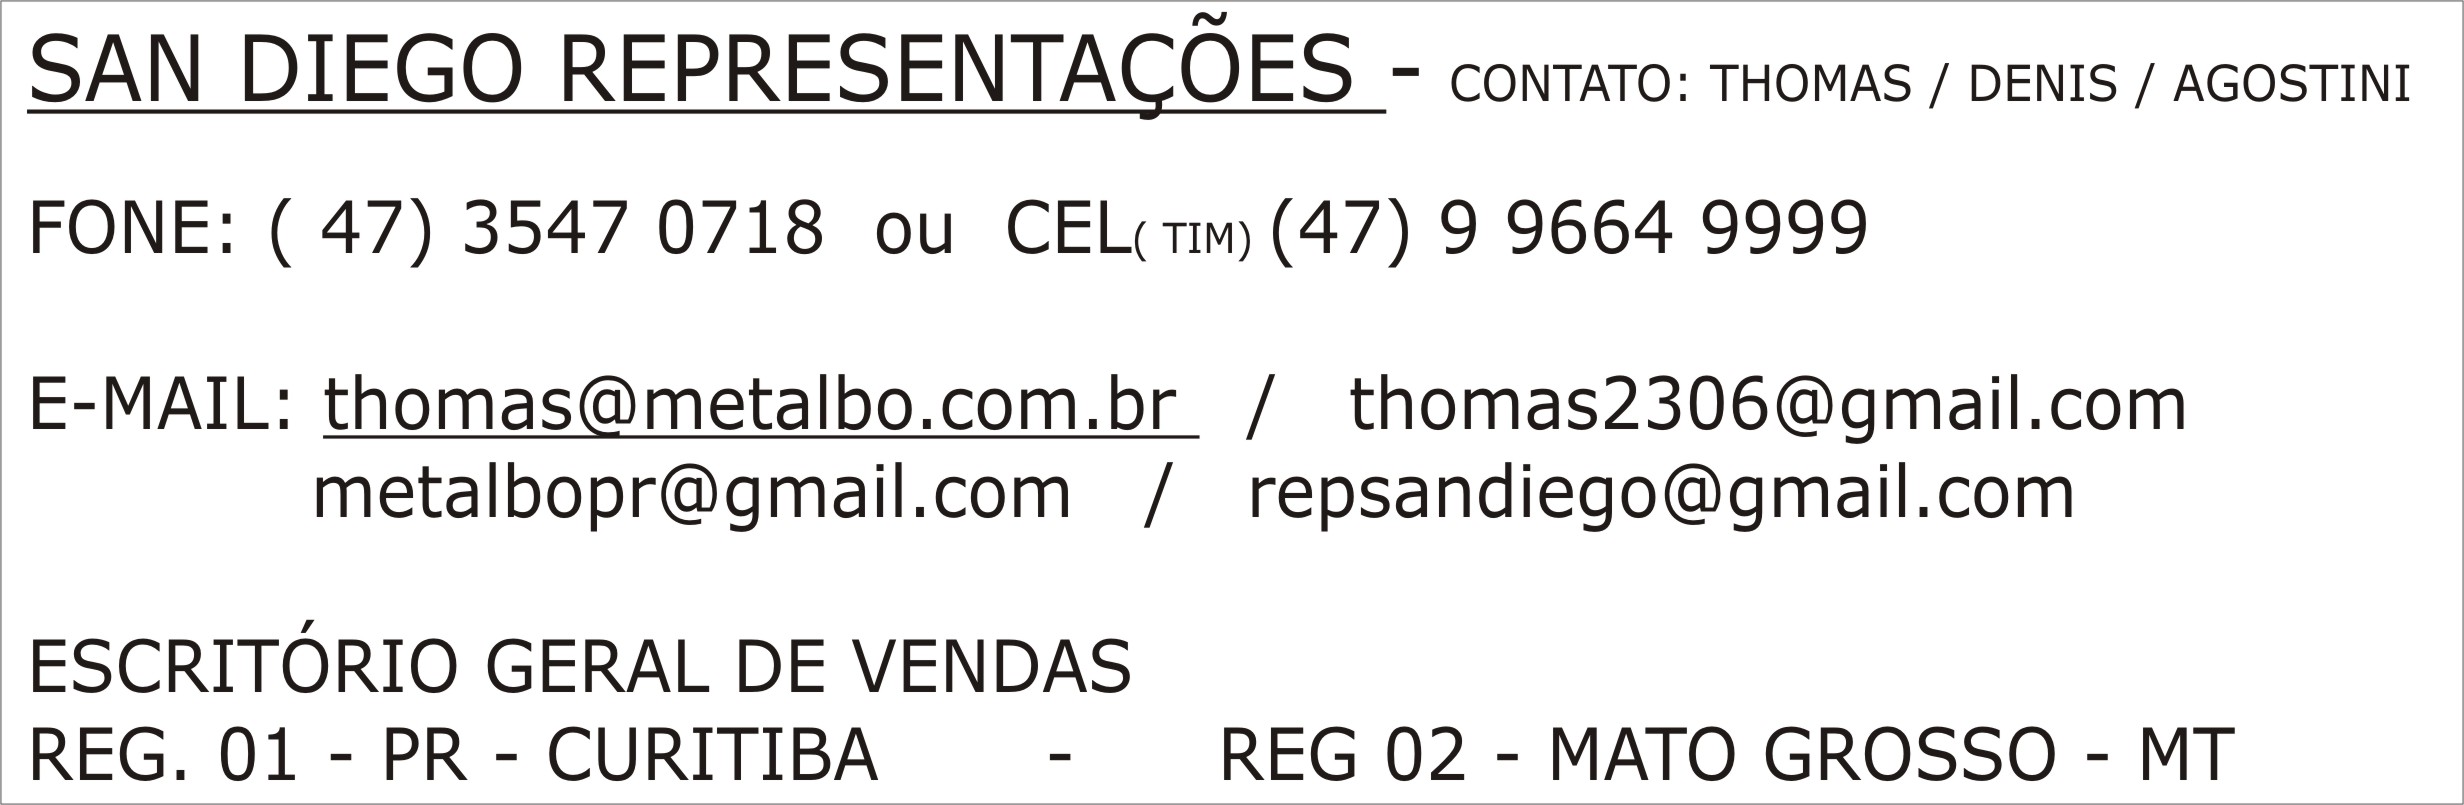 SAN DIEGO REPRESENTAÇÕES - CONTATO: THOMAS / DENIS / AGOSTINI
FONE: ( 47) 3547 0718 ou CEL( TIM) (47) 9 9664 9999
E-MAIL: thomas@metalbo.com.br / thomas2306@gmail.com
metalbopr@gmail.com / repsandiego@gmail.com
ESCRITÓRIO GERAL DE VENDAS
REG. 01 - PR - CURITIBA - REG 02 - MATO GROSSO - MT